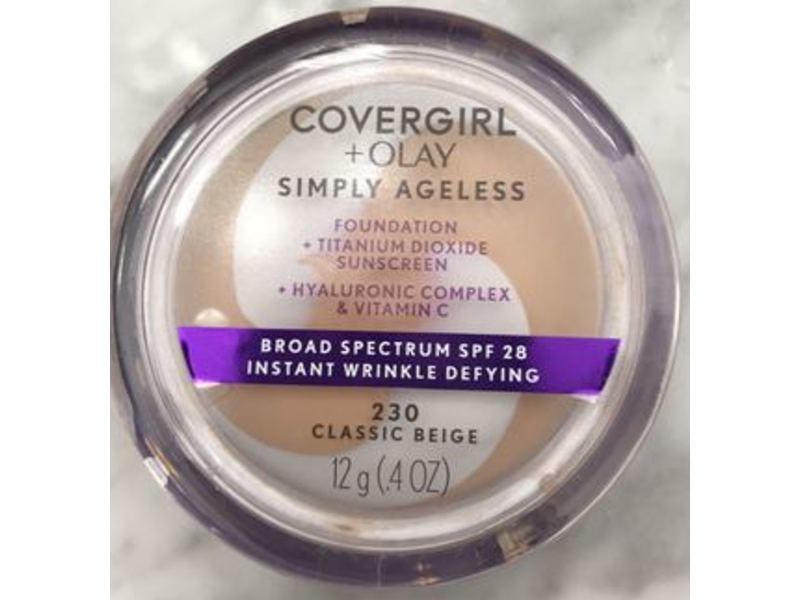 COVERGIRL
+OLAY
SIMPLY AGELESS
FOUNDATION
+ TITANIUM DIOXIDE
SUNSCREEN
+ HYALURONIC COMPLEX
& VITAMIN C
BROAD SPECTRUM SPF 28
INSTANT WRINKLE DEFYING
230
CLASSIC BEIGE
12 g (.4 OZ)